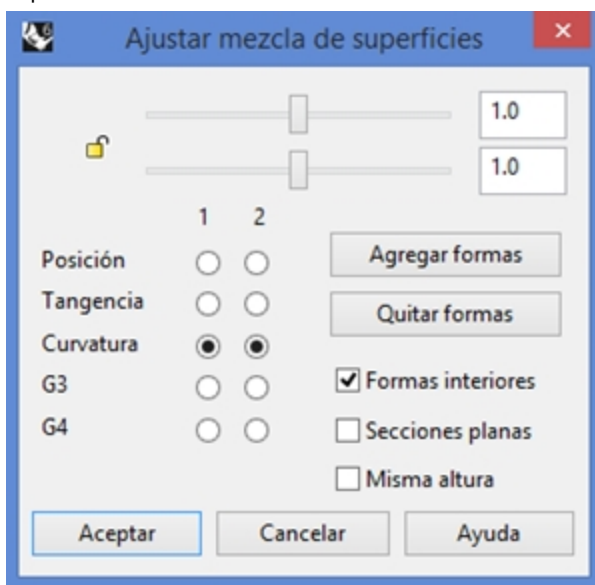 Ajustar mezcla de superficies
1.0
1.0
1 2
Posición
Agregar formas
Tangencia
Quitar formas
Curvatura
G3
Formas interiores
G4
Secciones planas
Misma altura
Aceptar Cancelar Ayuda